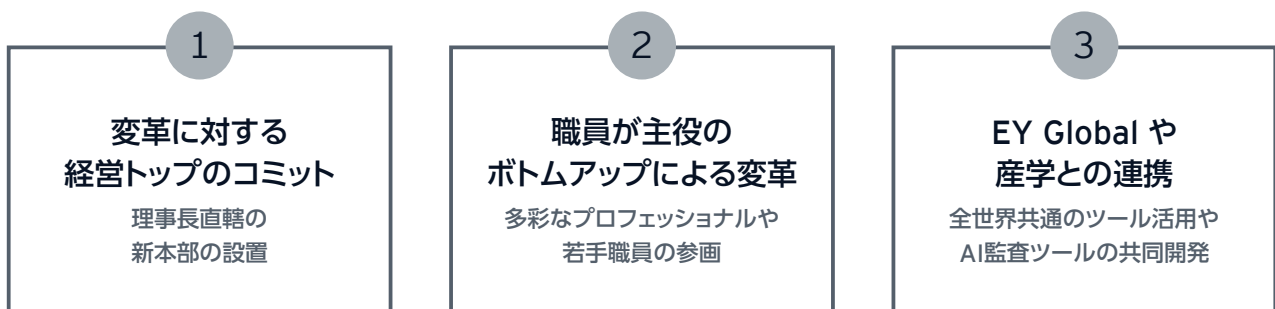 1
変革に対する
経営トップのコミット
理事長直轄の
新本部の設置
2
職員が主役の
ボトムアップによる変革
多彩なプロフェッショナルや
若手職員の参画
3
EY Global や
産学との連携
全世界共通のツール活用や
AI監査ツールの共同開発